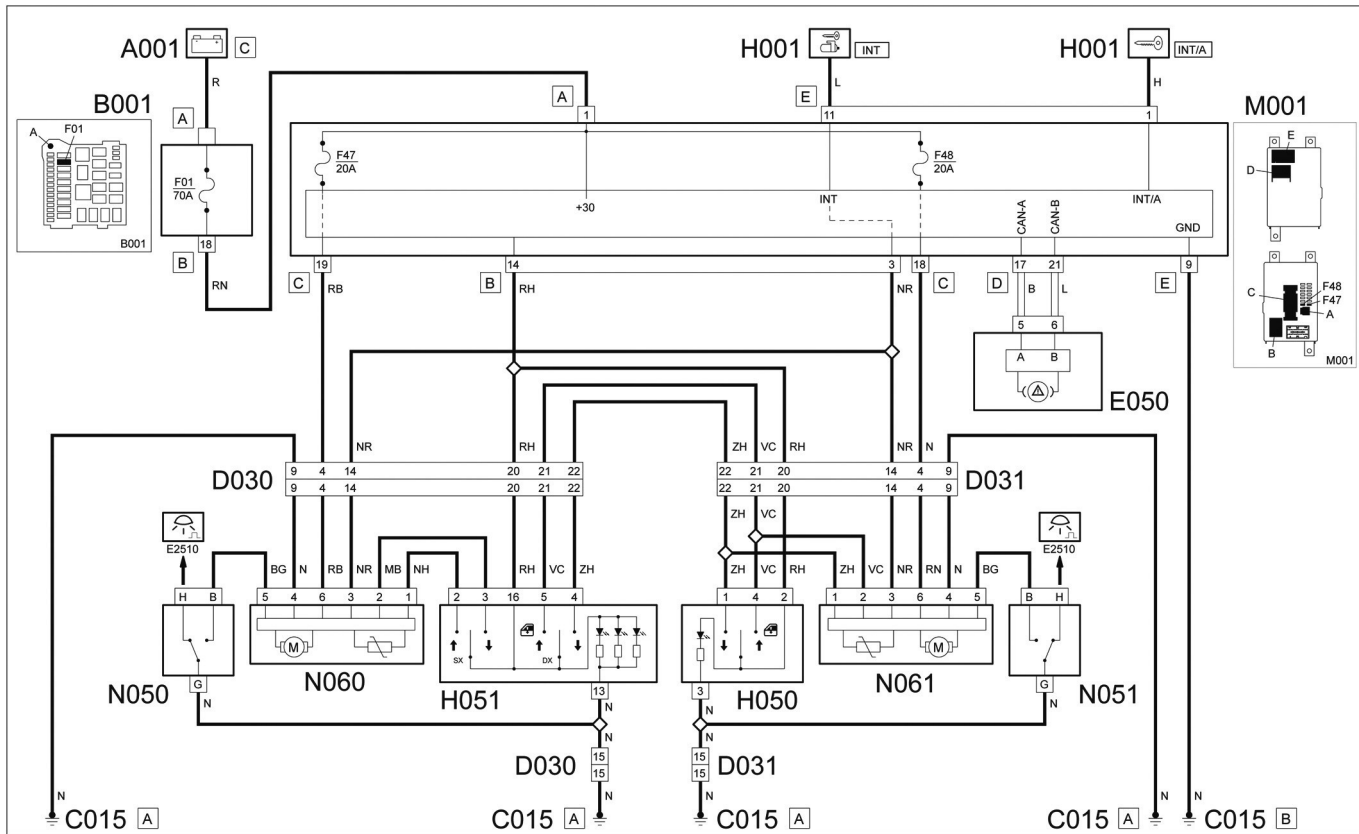 A001 C H001 INT H001 INT/A
R L H
B001 A E M001
A F01 A 1 11 1
F01 70A F47 20A F48 20A E
D
B001 +30 INT CAN-A CAN-B INT/A
GND
18 19 14 3 18 17 21 9
B C B C D E
RN RB RH NR B L
C F48
F47
A
B
M001
5 6
A B
E050
NR RH ZH VC RH NR N
D030 9 4 14 20 21 22 22 21 20 14 4 9 D031
9 4 14 20 21 22 22 21 20 14 4 9
ZH VC
E2510 E2510
BG N RB NR MB NH RH VC ZH ZH VC RH ZH VC NR RN N BG
H B 5 4 6 3 2 1 2 3 16 5 4 1 4 2 1 2 3 6 4 5 B H
M SX DX M
G 13 3 G
N050 N060 H051 H050 N061 N051
N N N N
N N
D030 15 15 D031
15 15
N N N N N
C015 A C015 A C015 A C015 A C015 B